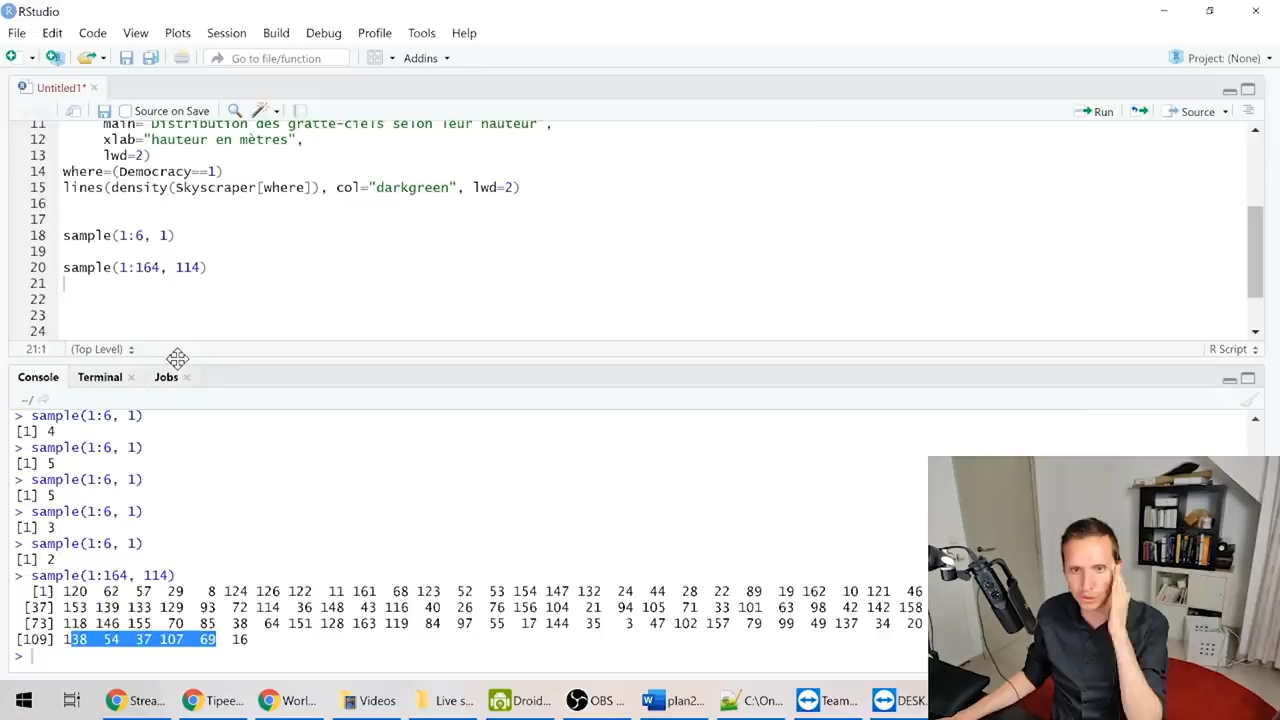 RStudio
File Edit Code View Plots Session Build Debug Profile Tools Help
Go to file/function Addins Project: (None)
Untitled1*
Source on Save Run Source
11 main="Distribution des gratte-ciels selon leur hauteur",
12 xlab="hauteur en mètres",
13 lwd=2)
14 where=(Democracy==1)
15 lines(density(Skyscraper[where]), col="darkgreen", lwd=2)
16
17
18 sample(1:6, 1)
19
20 sample(1:164, 114)
21
22
23
24
21:1 (Top Level) R Script
Console Terminal Jobs
~/
> sample(1:6, 1)
[1] 4
> sample(1:6, 1)
[1] 5
> sample(1:6, 1)
[1] 5
> sample(1:6, 1)
[1] 3
> sample(1:6, 1)
[1] 2
> sample(1:164, 114)
[1] 120 62 57 29 8 124 126 122 11 161 68 123 52 53 154 147 132 24 44 28 22 89 19 162 10 121 46
[37] 153 139 133 129 93 72 114 36 148 43 116 40 26 76 156 104 21 94 105 71 33 101 63 98 42 142 158
[73] 118 146 155 70 85 38 64 151 128 163 119 84 97 55 17 144 35 3 47 102 157 79 99 49 137 34 20
[109] 138 54 37 107 69 16
>
Strea... Tipee... Worl... Videos Live s... Droid... OBS ... plan2... C:\On... Team... DESK